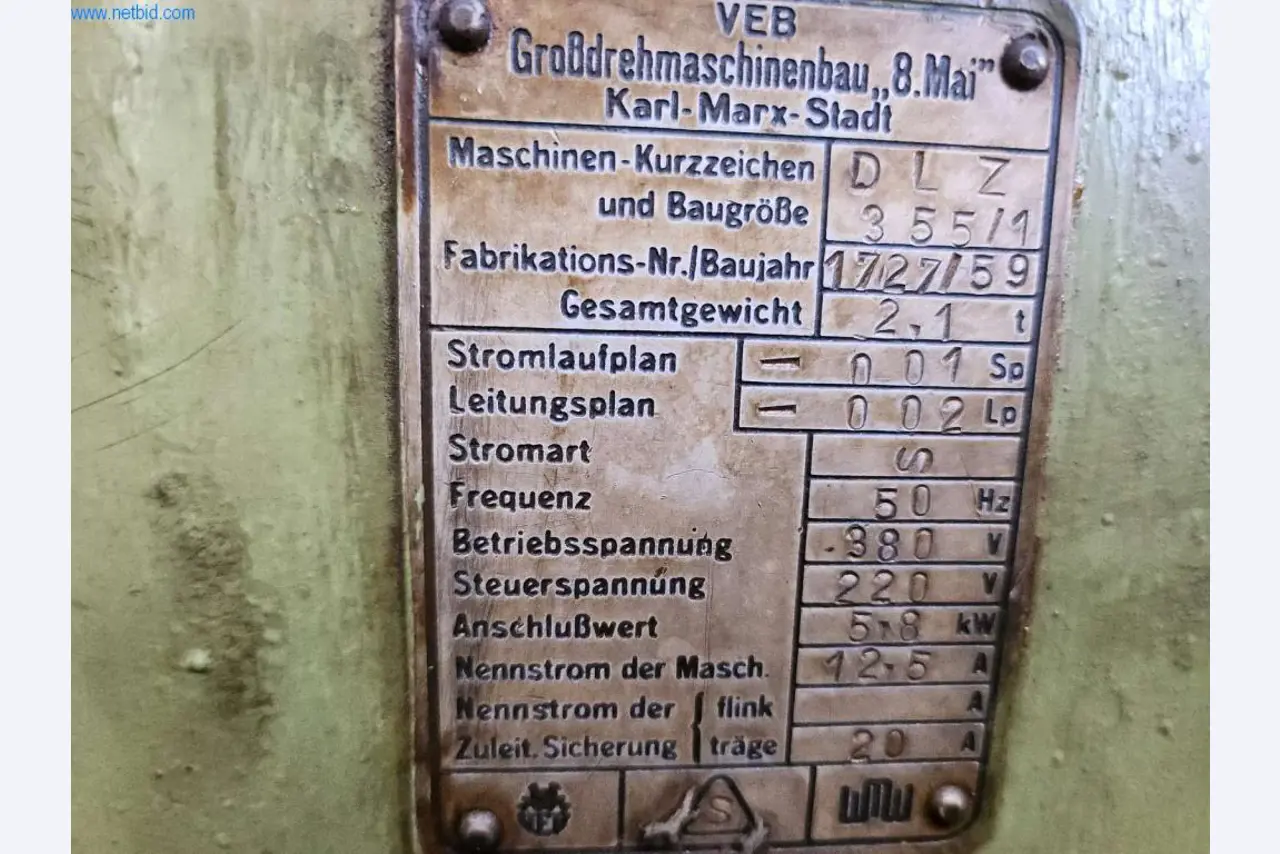 www.netbid.com
VEB
Großdrehmaschinenbau „8. Mai”
Karl-Marx-Stadt
Maschinen-Kurzzeichen D L Z
und Baugröße 355/1
Fabrikations-Nr./Baujahr 1727/59
Gesamtgewicht 2,1 t
Stromlaufplan — 001 Sp
Leitungsplan — 002 Lp
Stromart S
Frequenz 50 Hz
Betriebsspannung 380 V
Steuerspannung 220 V
Anschlußwert 5,8 kW
Nennstrom der Masch. 12,5 A
Nennstrom der { flink A
Zuleit. Sicherung { träge 20 A
S WMW